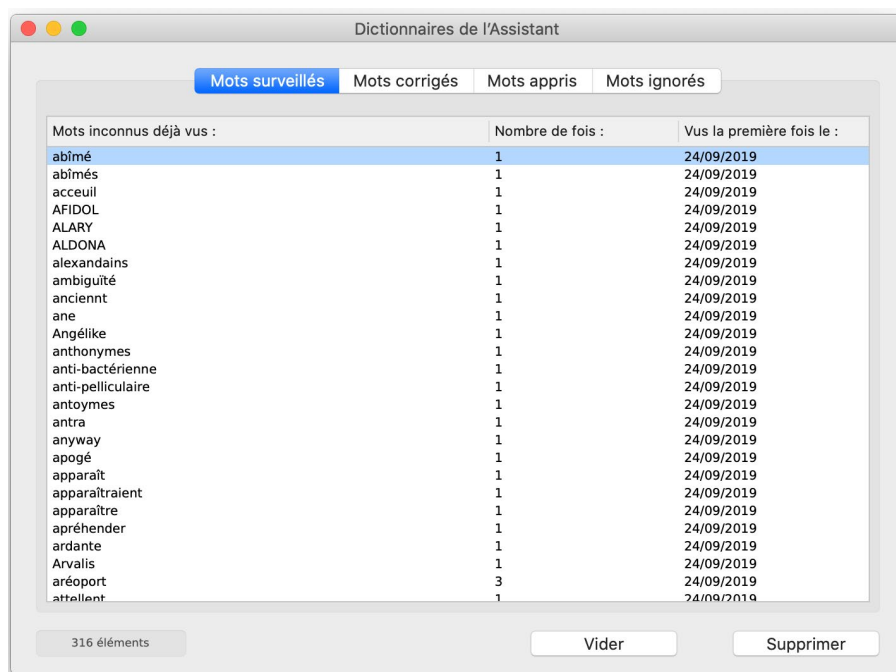 Dictionnaires de l’Assistant
Mots surveillés Mots corrigés Mots appris Mots ignorés
Mots inconnus déjà vus : Nombre de fois : Vus la première fois le :
abîmé 1 24/09/2019
abîmés 1 24/09/2019
acceuil 1 24/09/2019
AFIDOL 1 24/09/2019
ALARY 1 24/09/2019
ALDONA 1 24/09/2019
alexandains 1 24/09/2019
ambiguïté 1 24/09/2019
anciennt 1 24/09/2019
ane 1 24/09/2019
Angélike 1 24/09/2019
anthonymes 1 24/09/2019
anti-bactérienne 1 24/09/2019
anti-pelliculaire 1 24/09/2019
antoymes 1 24/09/2019
antra 1 24/09/2019
anyway 1 24/09/2019
apogé 1 24/09/2019
apparaît 1 24/09/2019
apparaîtraient 1 24/09/2019
apparaître 1 24/09/2019
apréhender 1 24/09/2019
ardante 1 24/09/2019
Arvalis 1 24/09/2019
aréoport 3 24/09/2019
attellent 1 24/09/2019
316 éléments Vider Supprimer